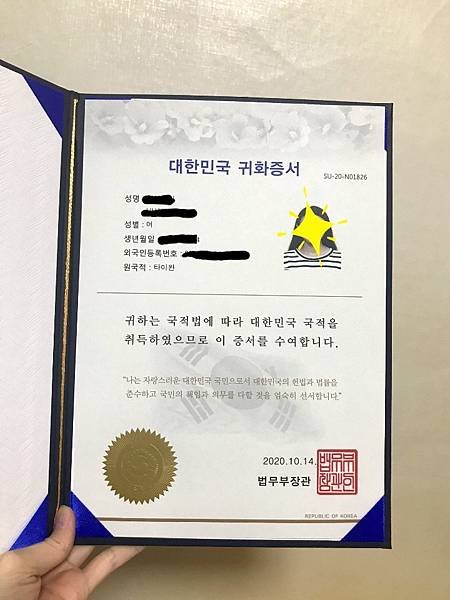 대한민국 귀화증서
SU-20-N01826
성명
성별 : 여
생년월일
외국인등록번호 :
원국적 : 타이완
귀하는 국적법에 따라 대한민국 국적을
취득하였으므로 이 증서를 수여합니다.
“나는 자랑스러운 대한민국 국민으로서 대한민국의 헌법과 법률을
준수하고 국민의 책임과 의무를 다할 것을 엄숙히 선서합니다.”
2020.10.14.
법무부장관
REPUBLIC OF KOREA